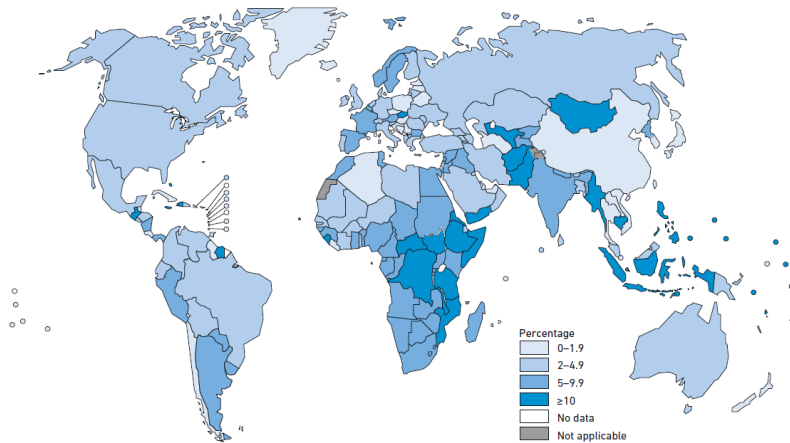 Percentage
0–1.9
2–4.9
5–9.9
≥10
No data
Not applicable